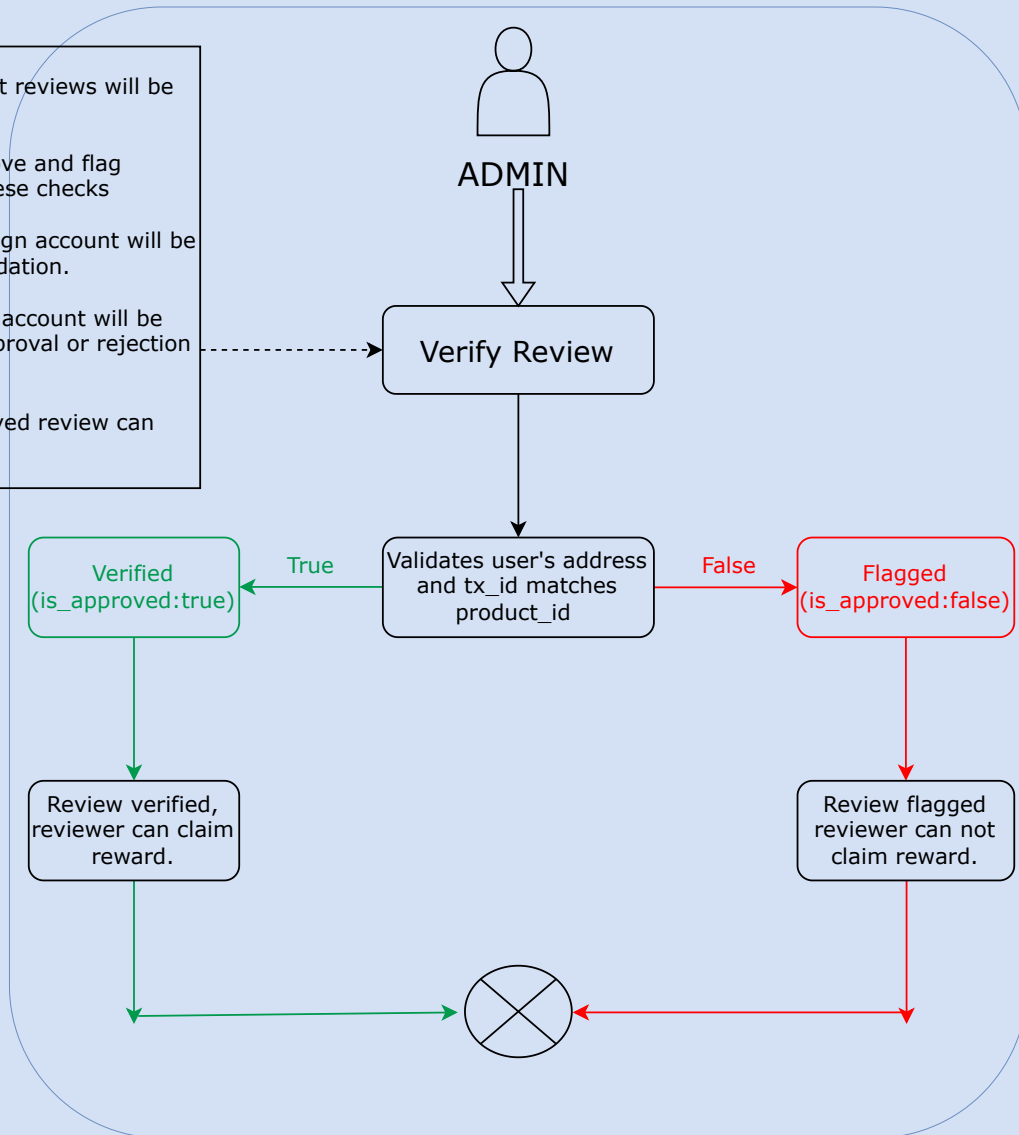 t reviews will be
ve and flag
ese checks
gn account will be
dation.
account will be
proval or rejection
ved review can
ADMIN
Verify Review
Validates user's address
and tx_id matches
product_id
True
False
Verified
(is_approved:true)
Flagged
(is_approved:false)
Review verified,
reviewer can claim
reward.
Review flagged
reviewer can not
claim reward.